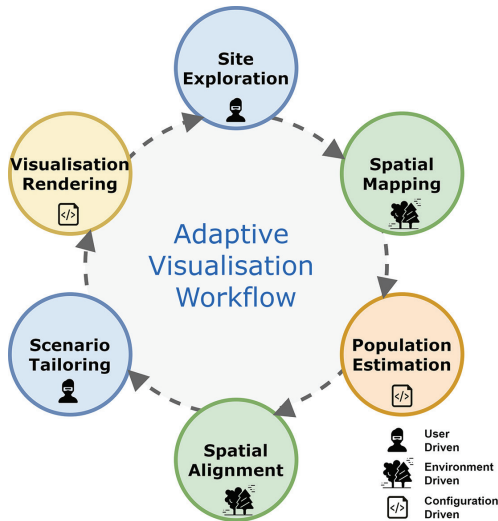 Site
Exploration
Spatial
Mapping
Population
Estimation
Spatial
Alignment
Scenario
Tailoring
Visualisation
Rendering
</>
</>
Adaptive
Visualisation
Workflow
User
Driven
Environment
Driven
</>
Configuration
Driven